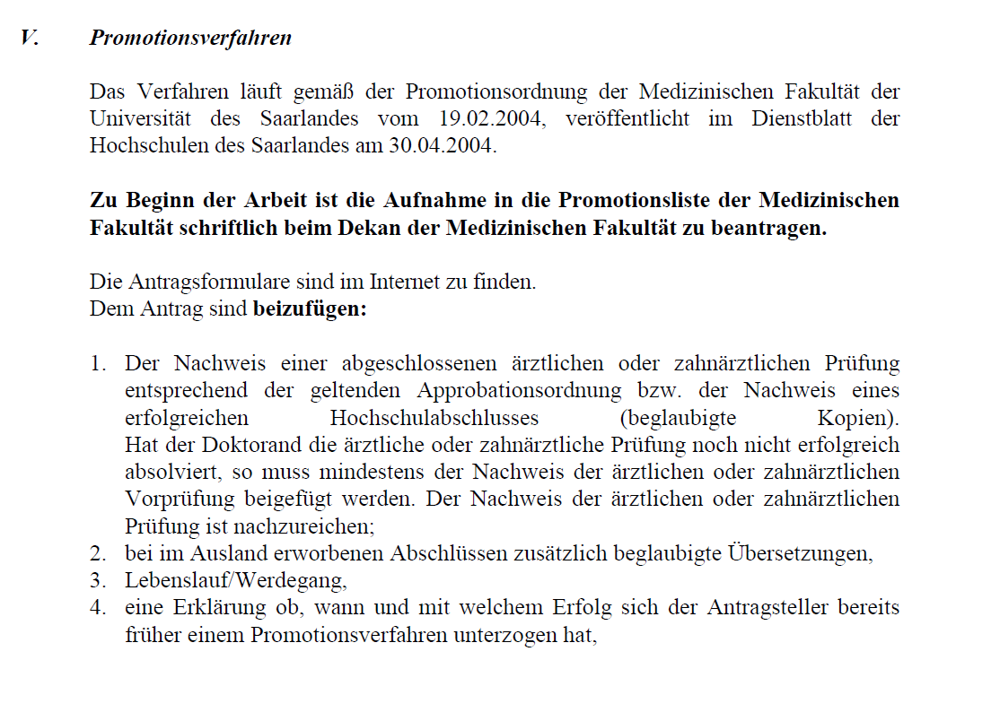 V. Promotionsverfahren
Das Verfahren läuft gemäß der Promotionsordnung der Medizinischen Fakultät der
Universität des Saarlandes vom 19.02.2004, veröffentlicht im Dienstblatt der
Hochschulen des Saarlandes am 30.04.2004.
Zu Beginn der Arbeit ist die Aufnahme in die Promotionsliste der Medizinischen
Fakultät schriftlich beim Dekan der Medizinischen Fakultät zu beantragen.
Die Antragsformulare sind im Internet zu finden.
Dem Antrag sind beizufügen:
1. Der Nachweis einer abgeschlossenen ärztlichen oder zahnärztlichen Prüfung
entsprechend der geltenden Approbationsordnung bzw. der Nachweis eines
erfolgreichen Hochschulabschlusses (beglaubigte Kopien).
Hat der Doktorand die ärztliche oder zahnärztliche Prüfung noch nicht erfolgreich
absolviert, so muss mindestens der Nachweis der ärztlichen oder zahnärztlichen
Vorprüfung beigefügt werden. Der Nachweis der ärztlichen oder zahnärztlichen
Prüfung ist nachzureichen;
2. bei im Ausland erworbenen Abschlüssen zusätzlich beglaubigte Übersetzungen,
3. Lebenslauf/Werdegang,
4. eine Erklärung ob, wann und mit welchem Erfolg sich der Antragsteller bereits
früher einem Promotionsverfahren unterzogen hat,